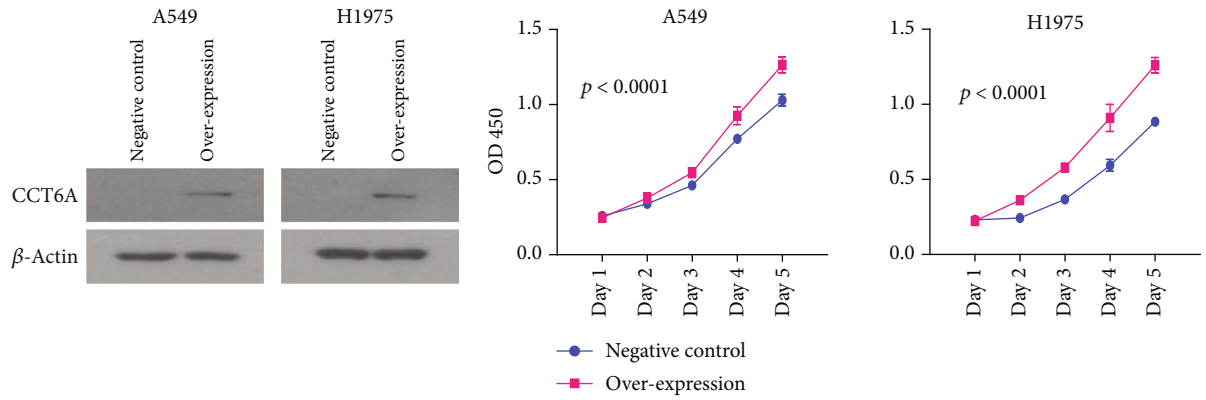 A549
H1975
Negative control
Over-expression
Negative control
Over-expression
CCT6A
β-Actin
A549
OD 450
1.5
1.0
0.5
0.0
p < 0.0001
Day 1
Day 2
Day 3
Day 4
Day 5
H1975
1.5
1.0
0.5
0.0
p < 0.0001
Day 1
Day 2
Day 3
Day 4
Day 5
Negative control
Over-expression